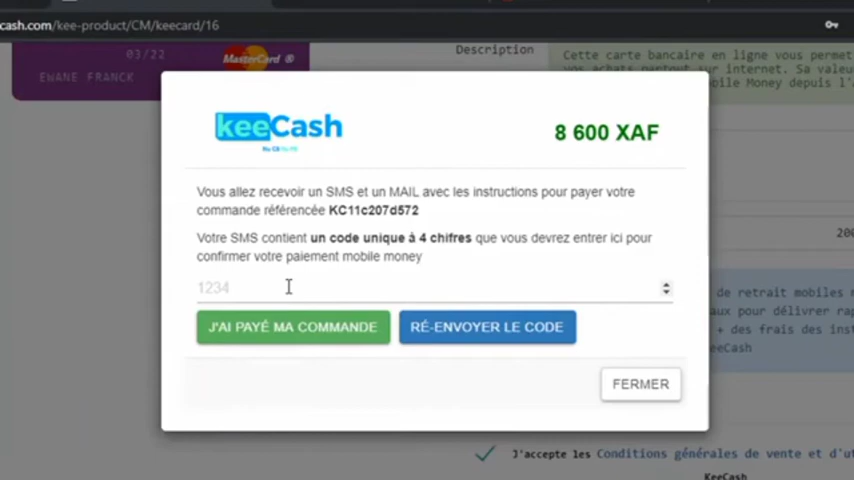 cash.com/kee-product/CM/keecard/16
03/22
MasterCard ®
EWANE FRANCK
Description
Cette carte bancaire en ligne vous permet
vos achats partout sur internet. Sa valeur
bile Money depuis l'a
keeCash
8 600 XAF
Vous allez recevoir un SMS et un MAIL avec les instructions pour payer votre
commande référencée KC11c207d572
Votre SMS contient un code unique à 4 chifres que vous devrez entrer ici pour
confirmer votre paiement mobile money
1234
J'AI PAYÉ MA COMMANDE
RÉ-ENVOYER LE CODE
FERMER
200
de retrait mobiles m
aux pour délivrer rap
+ des frais des inst
eeCash
J'accepte les Conditions générales de vente et d'ut
KeeCash